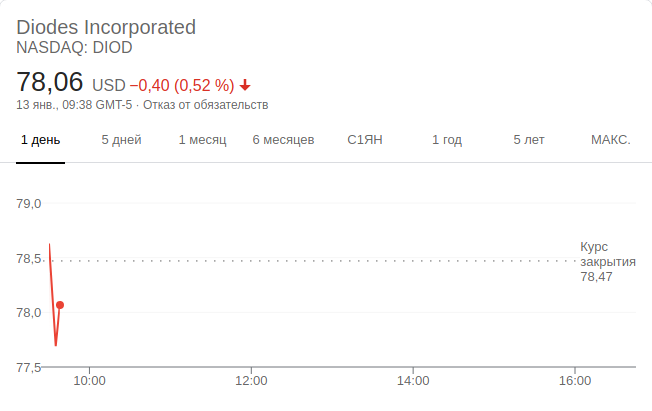 Diodes Incorporated
NASDAQ: DIOD
78,06 USD −0,40 (0,52 %)
13 янв., 09:38 GMT-5 · Отказ от обязательств
1 день 5 дней 1 месяц 6 месяцев С1ЯН 1 год 5 лет МАКС.
79,0
78,5
78,0
77,5
Курс
закрытия
78,47
10:00 12:00 14:00 16:00